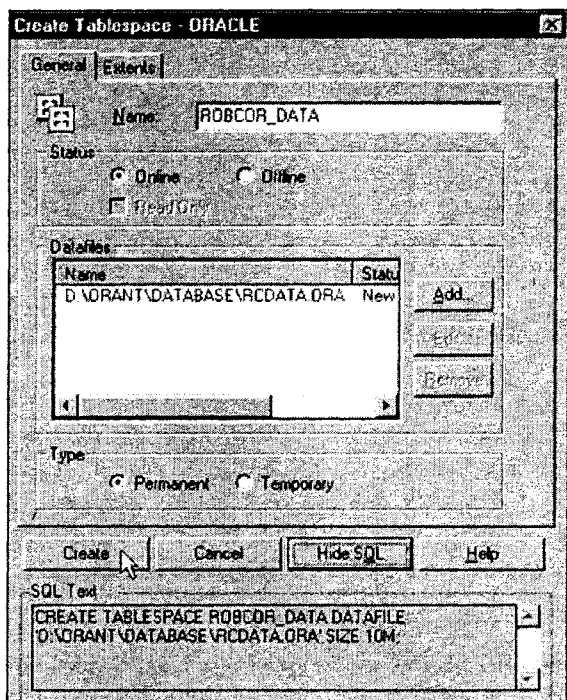 Create Tablespace - ORACLE
General Extents
Name: ROBCOR_DATA
Status
Online Offline
Read Only
Datafiles
Name Statu
D:\ORANT\DATABASE\RCDATA.ORA New
Add...
Edit...
Remove
Type
Permanent Temporary
Create Cancel Hide SQL Help
SQL Text
CREATE TABLESPACE ROBCOR_DATA DATAFILE
'D:\ORANT\DATABASE\RCDATA.ORA' SIZE 10M;